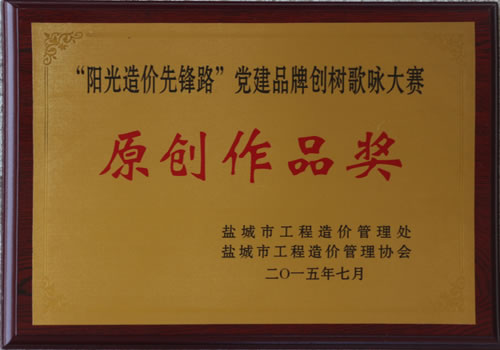 “阳光造价先锋路”党建品牌创树歌咏大赛
原创作品奖
盐城市工程造价管理处
盐城市工程造价管理协会
二〇一五年七月